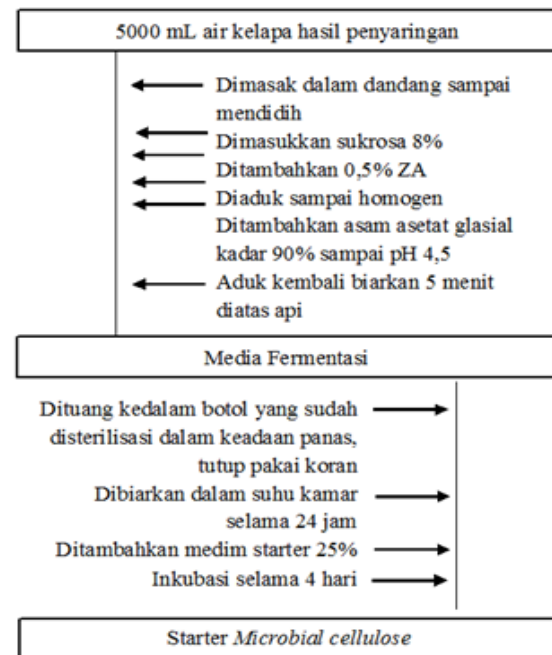 5000 mL air kelapa hasil penyaringan
Dimasak dalam dandang sampai
mendidih
Dimasukkan sukrosa 8%
Ditambahkan 0,5% ZA
Diaduk sampai homogen
Ditambahkan asam asetat glasial
kadar 90% sampai pH 4,5
Aduk kembali biarkan 5 menit
diatas api
Media Fermentasi
Dituang kedalam botol yang sudah
disterilisasi dalam keadaan panas,
tutup pakai koran
Dibiarkan dalam suhu kamar
selama 24 jam
Ditambahkan medim starter 25%
Inkubasi selama 4 hari
Starter Microbial cellulose